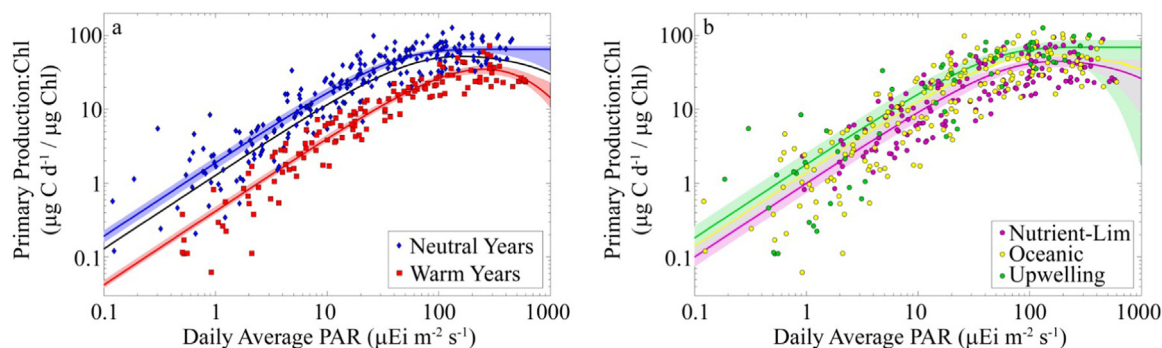 a
Primary Production:Chl
(μg C d⁻¹ / μg Chl)
100
10
1
0.1
Neutral Years
Warm Years
0.1 1 10 100 1000
Daily Average PAR (μEi m⁻² s⁻¹)
b
Primary Production:Chl
(μg C d⁻¹ / μg Chl)
100
10
1
0.1
Nutrient-Lim
Oceanic
Upwelling
0.1 1 10 100 1000
Daily Average PAR (μEi m⁻² s⁻¹)